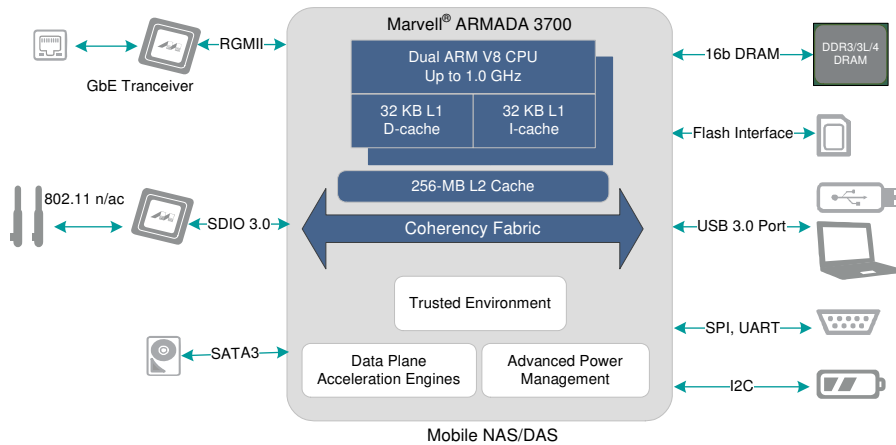 Marvell® ARMADA 3700
RGMII
GbE Tranceiver
Dual ARM V8 CPU
Up to 1.0 GHz
32 KB L1
D-cache
32 KB L1
I-cache
256-MB L2 Cache
16b DRAM
DDR3/3L/4
DRAM
Flash Interface
802.11 n/ac
SDIO 3.0
Coherency Fabric
USB 3.0 Port
Trusted Environment
SPI, UART
SATA3
Data Plane
Acceleration Engines
Advanced Power
Management
I2C
Mobile NAS/DAS